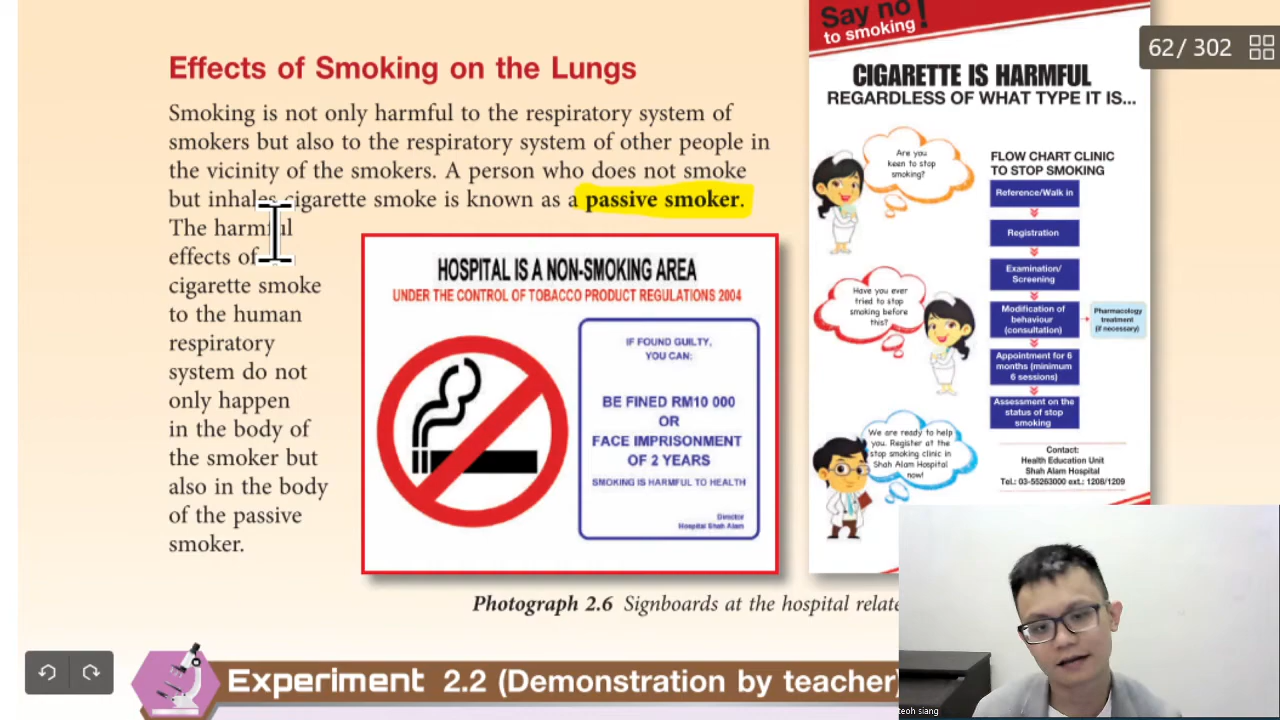 Effects of Smoking on the Lungs
Smoking is not only harmful to the respiratory system of
smokers but also to the respiratory system of other people in
the vicinity of the smokers. A person who does not smoke
but inhales cigarette smoke is known as a passive smoker.
The harmful
effects of
cigarette smoke
to the human
respiratory
system do not
only happen
in the body of
the smoker but
also in the body
of the passive
smoker.
HOSPITAL IS A NON-SMOKING AREA
UNDER THE CONTROL OF TOBACCO PRODUCT REGULATIONS 2004
IF FOUND GUILTY,
YOU CAN:
BE FINED RM10 000
OR
FACE IMPRISONMENT
OF 2 YEARS
SMOKING IS HARMFUL TO HEALTH
Director
Hospital Shah Alam
Say no!
to smoking
62/ 302
CIGARETTE IS HARMFUL
REGARDLESS OF WHAT TYPE IT IS...
Are you
keen to stop
smoking?
Have you ever
tried to stop
smoking before
this?
We are ready to help
you. Register at the
stop smoking clinic in
Shah Alam Hospital
now!
FLOW CHART CLINIC
TO STOP SMOKING
Reference/Walk in
Registration
Examination/
Screening
Modification of
behaviour
(consultation)
Pharmacology
treatment
(if necessary)
Appointment for 6
months (minimum
6 sessions)
Assessment on the
status of stop
smoking
Contact:
Health Education Unit
Shah Alam Hospital
Tel.: 03-55263000 ext.: 1208/1209
Photograph 2.6 Signboards at the hospital relate
Experiment 2.2 (Demonstration by teacher)
teoh siang